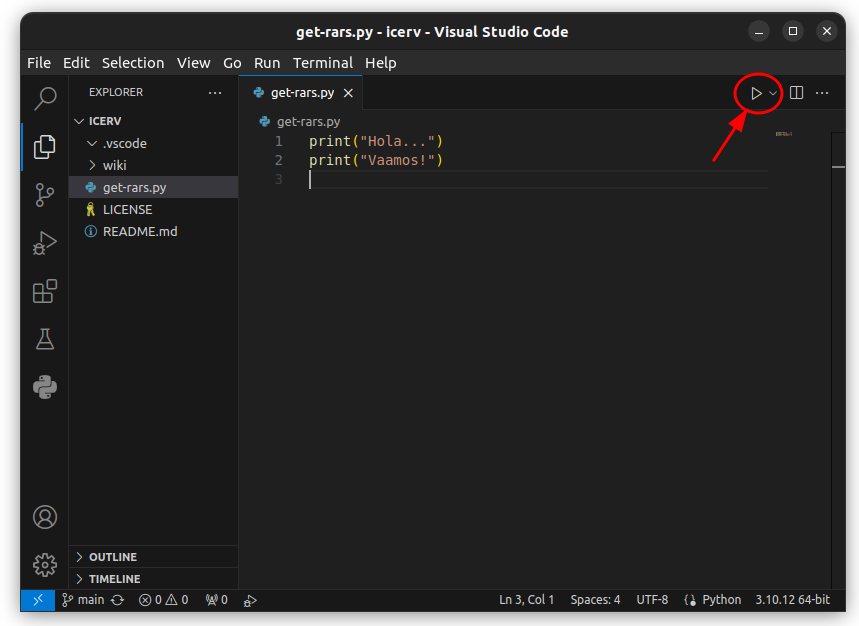 get-rars.py - icerv - Visual Studio Code
File Edit Selection View Go Run Terminal Help
EXPLORER
get-rars.py
ICERV
.vscode
wiki
get-rars.py
LICENSE
README.md
get-rars.py
1 print("Hola...")
2 print("Vaamos!")
3
OUTLINE
TIMELINE
main 0 0 0 Ln 3, Col 1 Spaces: 4 UTF-8 Python 3.10.12 64-bit